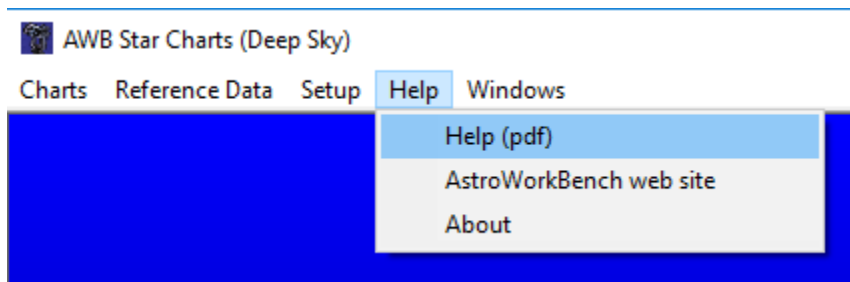 AWB Star Charts (Deep Sky)
Charts Reference Data Setup Help Windows
Help (pdf)
AstroWorkBench web site
About